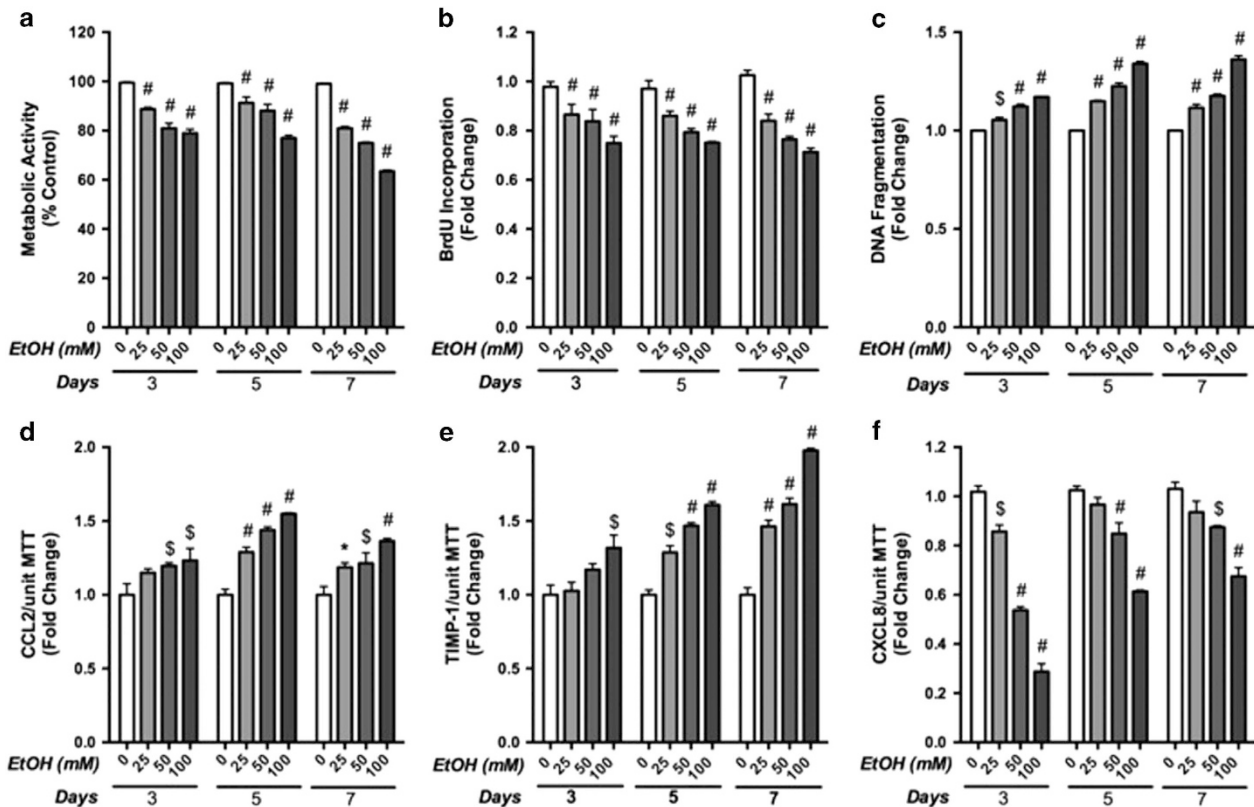 a
Metabolic Activity
(% Control)
120
100
80
60
40
20
0
# # # # # # # # #
EtOH (mM) 0 25 50 100 0 25 50 100 0 25 50 100
Days 3 5 7
b
BrdU Incorporation
(Fold Change)
1.2
1.0
0.8
0.6
0.4
0.2
0.0
# # # # # # # # #
EtOH (mM) 0 25 50 100 0 25 50 100 0 25 50 100
Days 3 5 7
c
DNA Fragmentation
(Fold Change)
1.5
1.0
1.0
0.0
$ # # # # # # # #
EtOH (mM) 0 25 50 100 0 25 50 100 0 25 50 100
Days 3 5 7
d
CCL2/unit MTT
(Fold Change)
2.0
1.5
1.0
0.5
0.0
$ $ # # # * $ #
EtOH (mM) 0 25 50 100 0 25 50 100 0 25 50 100
Days 3 5 7
e
TIMP-1/unit MTT
(Fold Change)
2.0
1.5
1.0
0.5
0.0
$ $ # # # # #
EtOH (mM) 0 25 50 100 0 25 50 100 0 25 50 100
Days 3 5 7
f
CXCL8/unit MTT
(Fold Change)
1.2
1.0
0.8
0.6
0.4
0.2
0.0
$ # # # # $ #
EtOH (mM) 0 25 50 100 0 25 50 100 0 25 50 100
Days 3 5 7